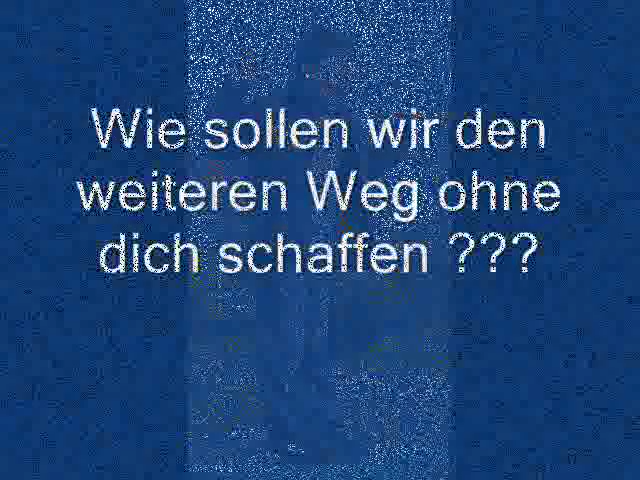 Wie sollen wir den
weiteren Weg ohne
dich schaffen ???